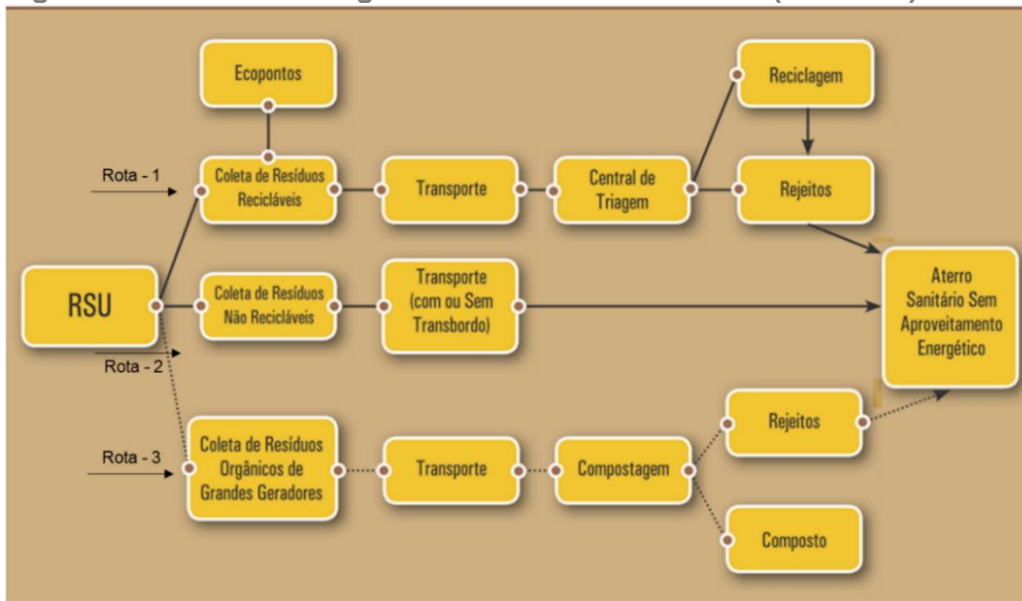 Ecopontos
Reciclagem
Rota - 1
Coleta de Resíduos
Recicláveis
Transporte
Central de
Triagem
Rejeitos
RSU
Coleta de Resíduos
Não Recicláveis
Transporte
(com ou Sem
Transbordo)
Aterro
Sanitário Sem
Aproveitamento
Energético
Rota - 2
Rota - 3
Coleta de Resíduos
Orgânicos de
Grandes Geradores
Transporte
Compostagem
Rejeitos
Composto